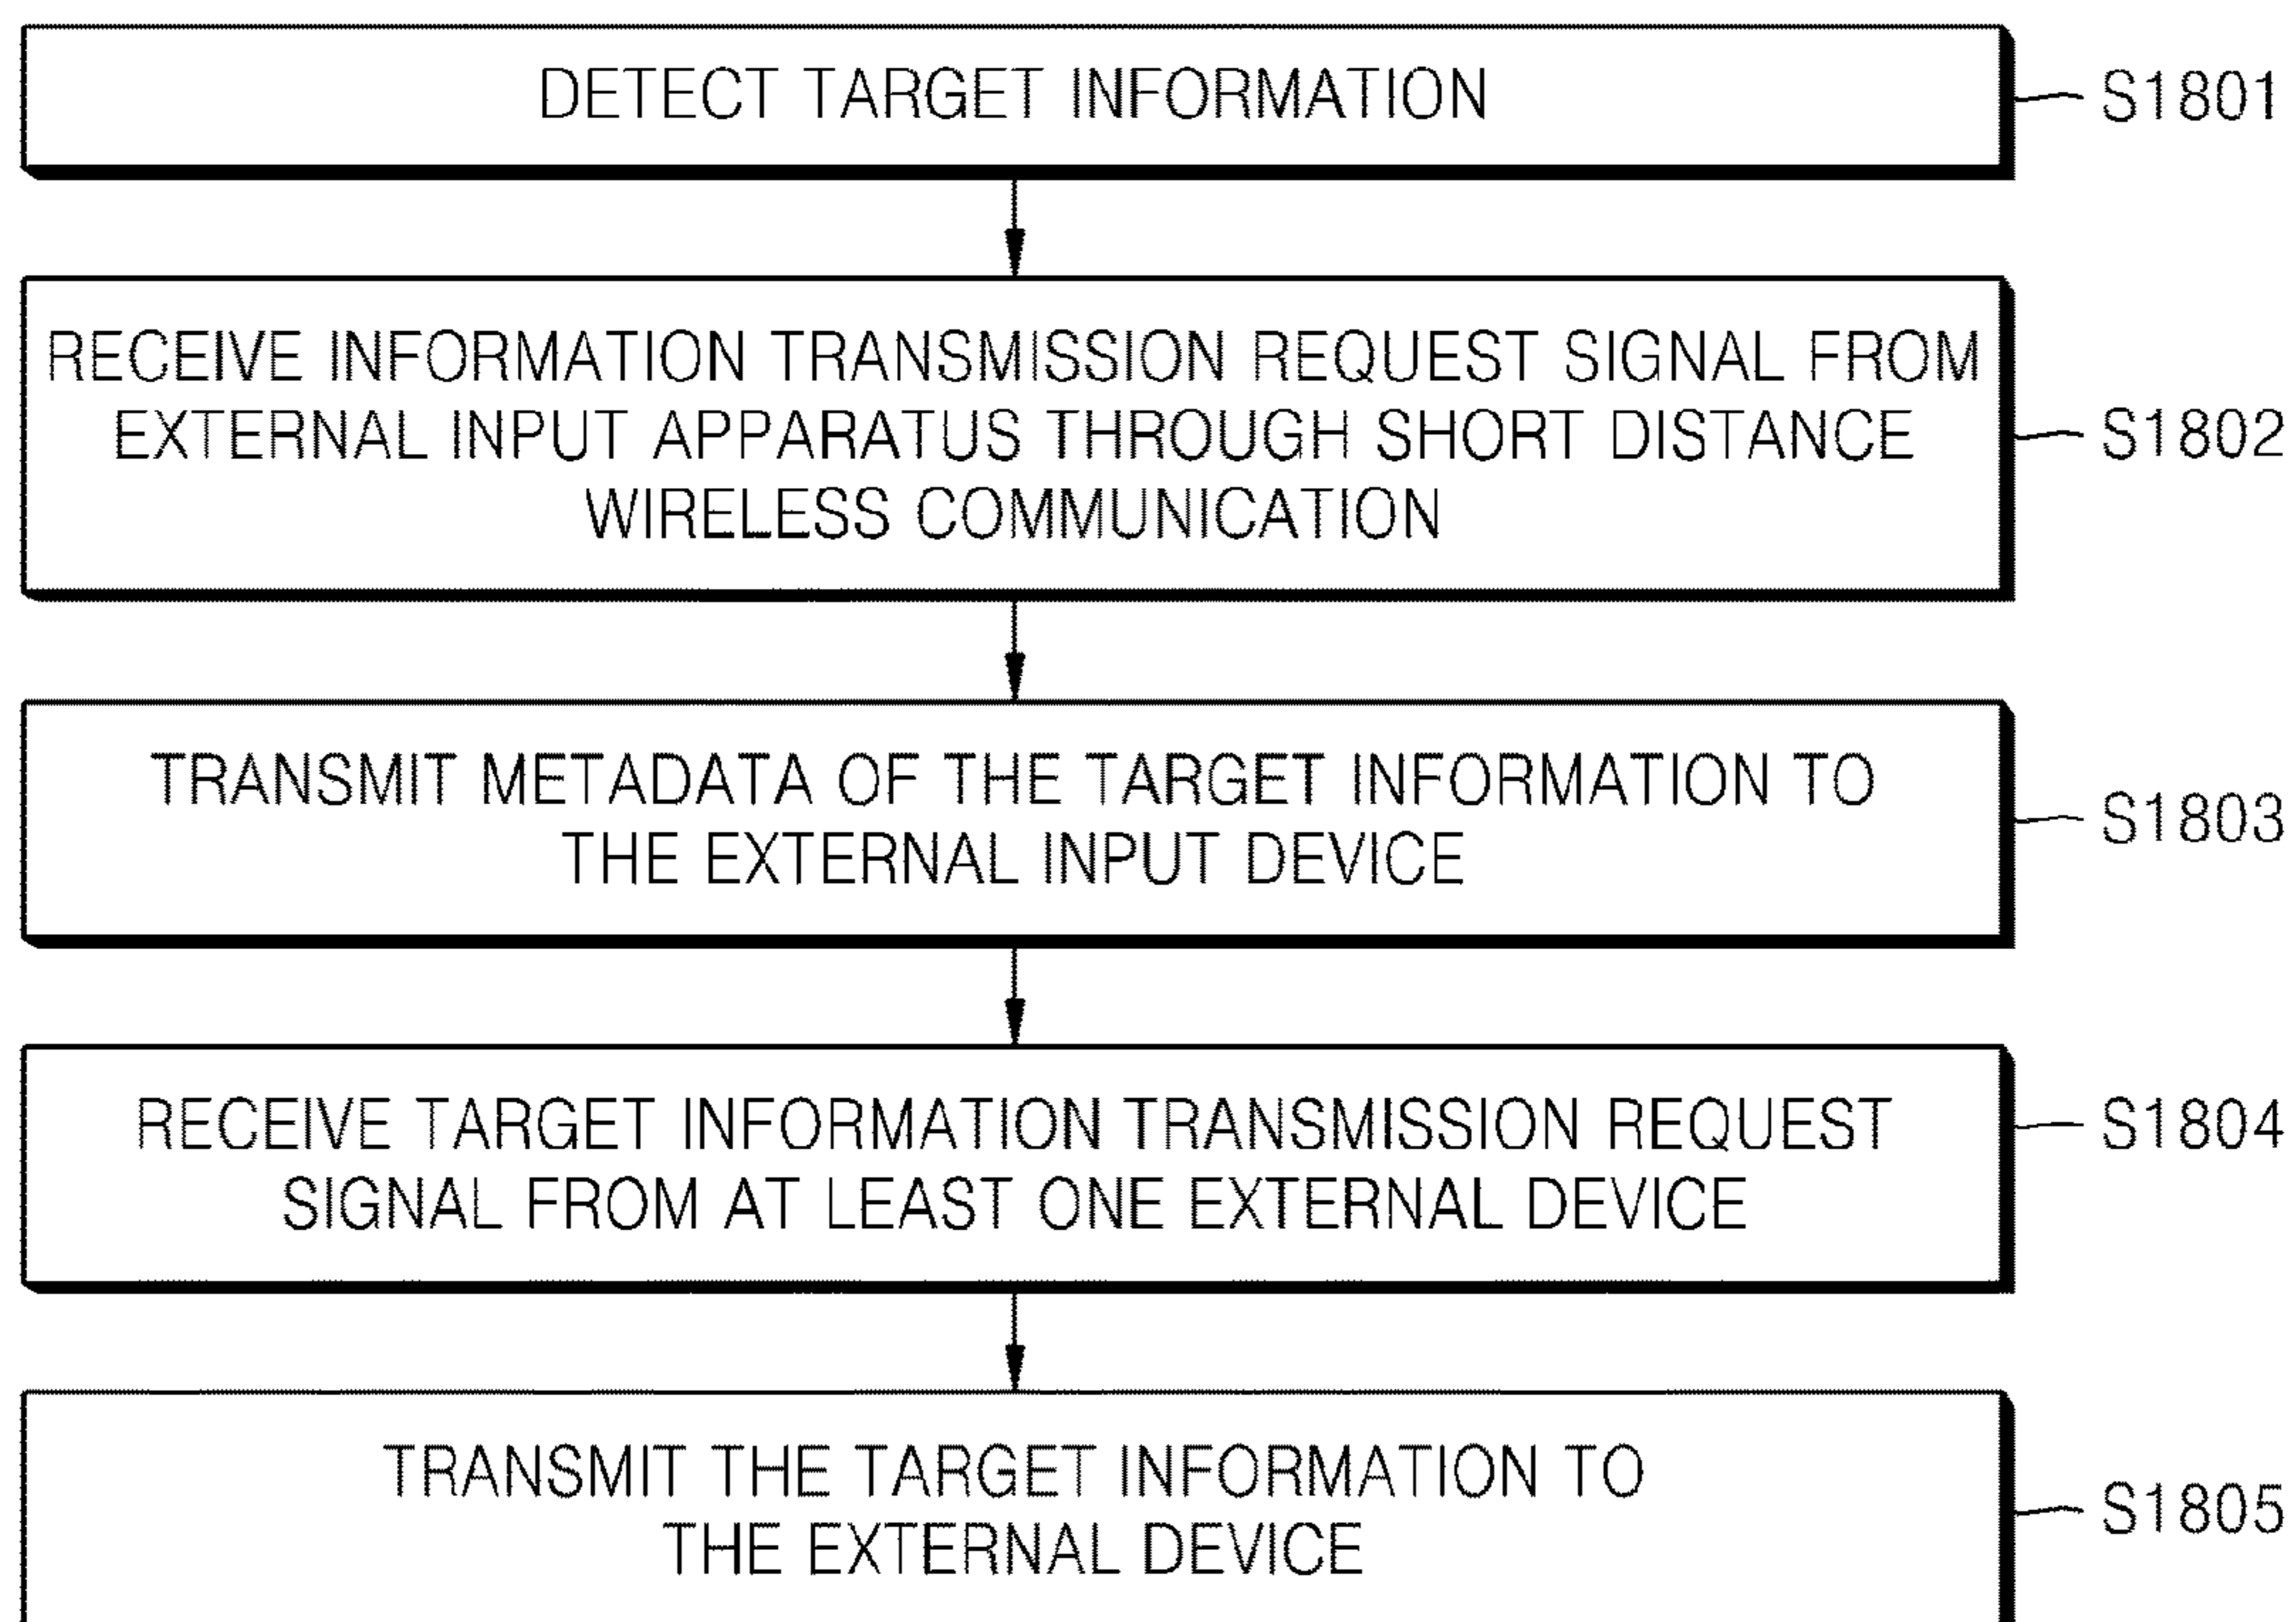 DETECT TARGET INFORMATION
S1801
RECEIVE INFORMATION TRANSMISSION REQUEST SIGNAL FROM
EXTERNAL INPUT APPARATUS THROUGH SHORT DISTANCE
WIRELESS COMMUNICATION
S1802
TRANSMIT METADATA OF THE TARGET INFORMATION TO
THE EXTERNAL INPUT DEVICE
S1803
RECEIVE TARGET INFORMATION TRANSMISSION REQUEST
SIGNAL FROM AT LEAST ONE EXTERNAL DEVICE
S1804
TRANSMIT THE TARGET INFORMATION TO
THE EXTERNAL DEVICE
S1805